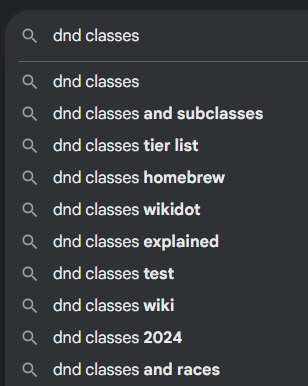 dnd classes
dnd classes
dnd classes and subclasses
dnd classes tier list
dnd classes homebrew
dnd classes wikidot
dnd classes explained
dnd classes test
dnd classes wiki
dnd classes 2024
dnd classes and races